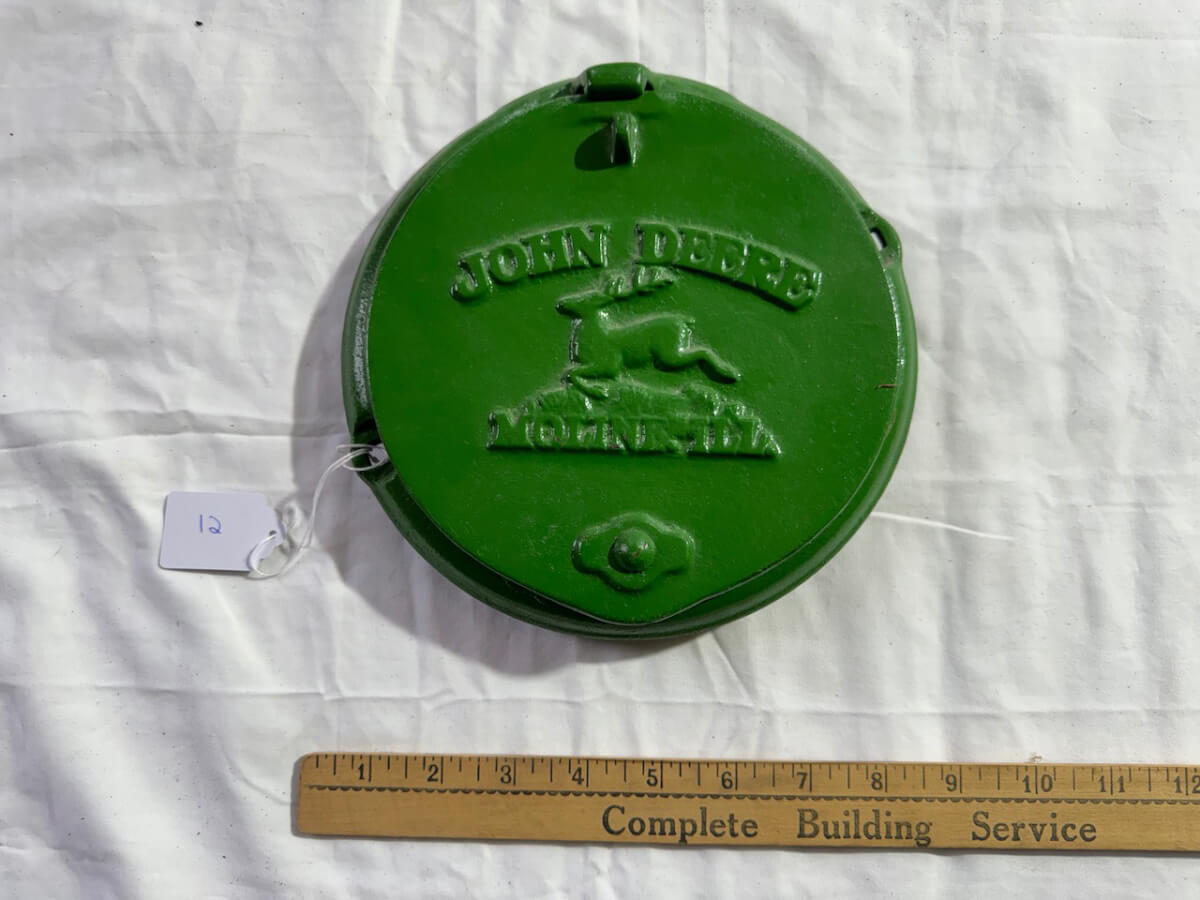 JOHN DEERE
MOLINE, ILL
12
1 2 3 4 5 6 7 8 9 10 11 12
Complete Building Service